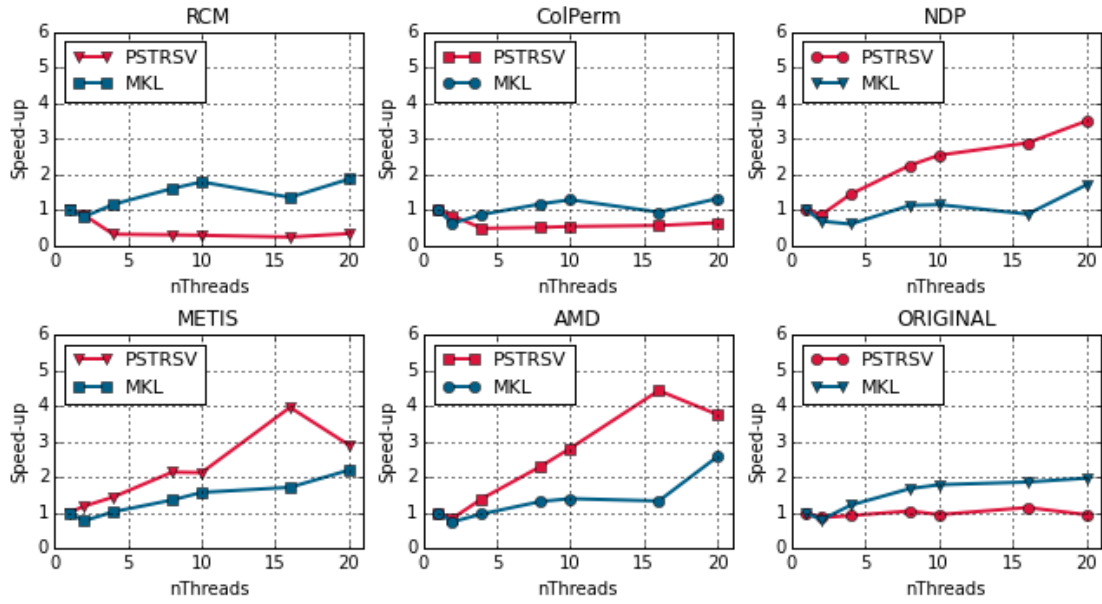 RCM
6
5
4
3
2
1
0
Speed-up
PSTRSV
MKL
0 5 10 15 20
nThreads
ColPerm
6
5
4
3
2
1
0
Speed-up
PSTRSV
MKL
0 5 10 15 20
nThreads
NDP
6
5
4
3
2
1
0
Speed-up
PSTRSV
MKL
0 5 10 15 20
nThreads
METIS
6
5
4
3
2
1
0
Speed-up
PSTRSV
MKL
0 5 10 15 20
nThreads
AMD
6
5
4
3
2
1
0
Speed-up
PSTRSV
MKL
0 5 10 15 20
nThreads
ORIGINAL
6
5
4
3
2
1
0
Speed-up
PSTRSV
MKL
0 5 10 15 20
nThreads